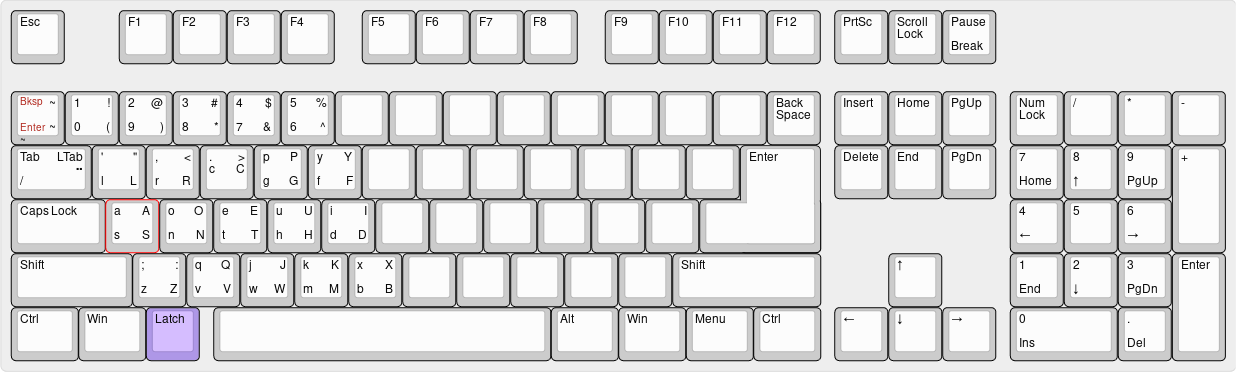 Esc F1 F2 F3 F4 F5 F6 F7 F8 F9 F10 F11 F12 PrtSc Scroll Pause
Lock
Break
Bksp ~ 1 ! 2 @ 3 # 4 $ 5 % Back Insert Home PgUp Num / * -
Space Lock
Enter ~ 0 ( 9 ) 8 * 7 & 6 ^
~
Tab LTab ' " , < . > p P y Y Enter Delete End PgDn 7 8 9 +
¨ c C
/ l L r R g G f F Home ↑ PgUp
Caps Lock a A o O e E u U i I 4 5 6
s S n N t T h H d D ← →
Shift ; : q Q j J k K x X Shift ↑ 1 2 3 Enter
z Z v V w W m M b B End ↓ PgDn
Ctrl Win Latch Alt Win Menu Ctrl ← ↓ → 0 .
Ins Del